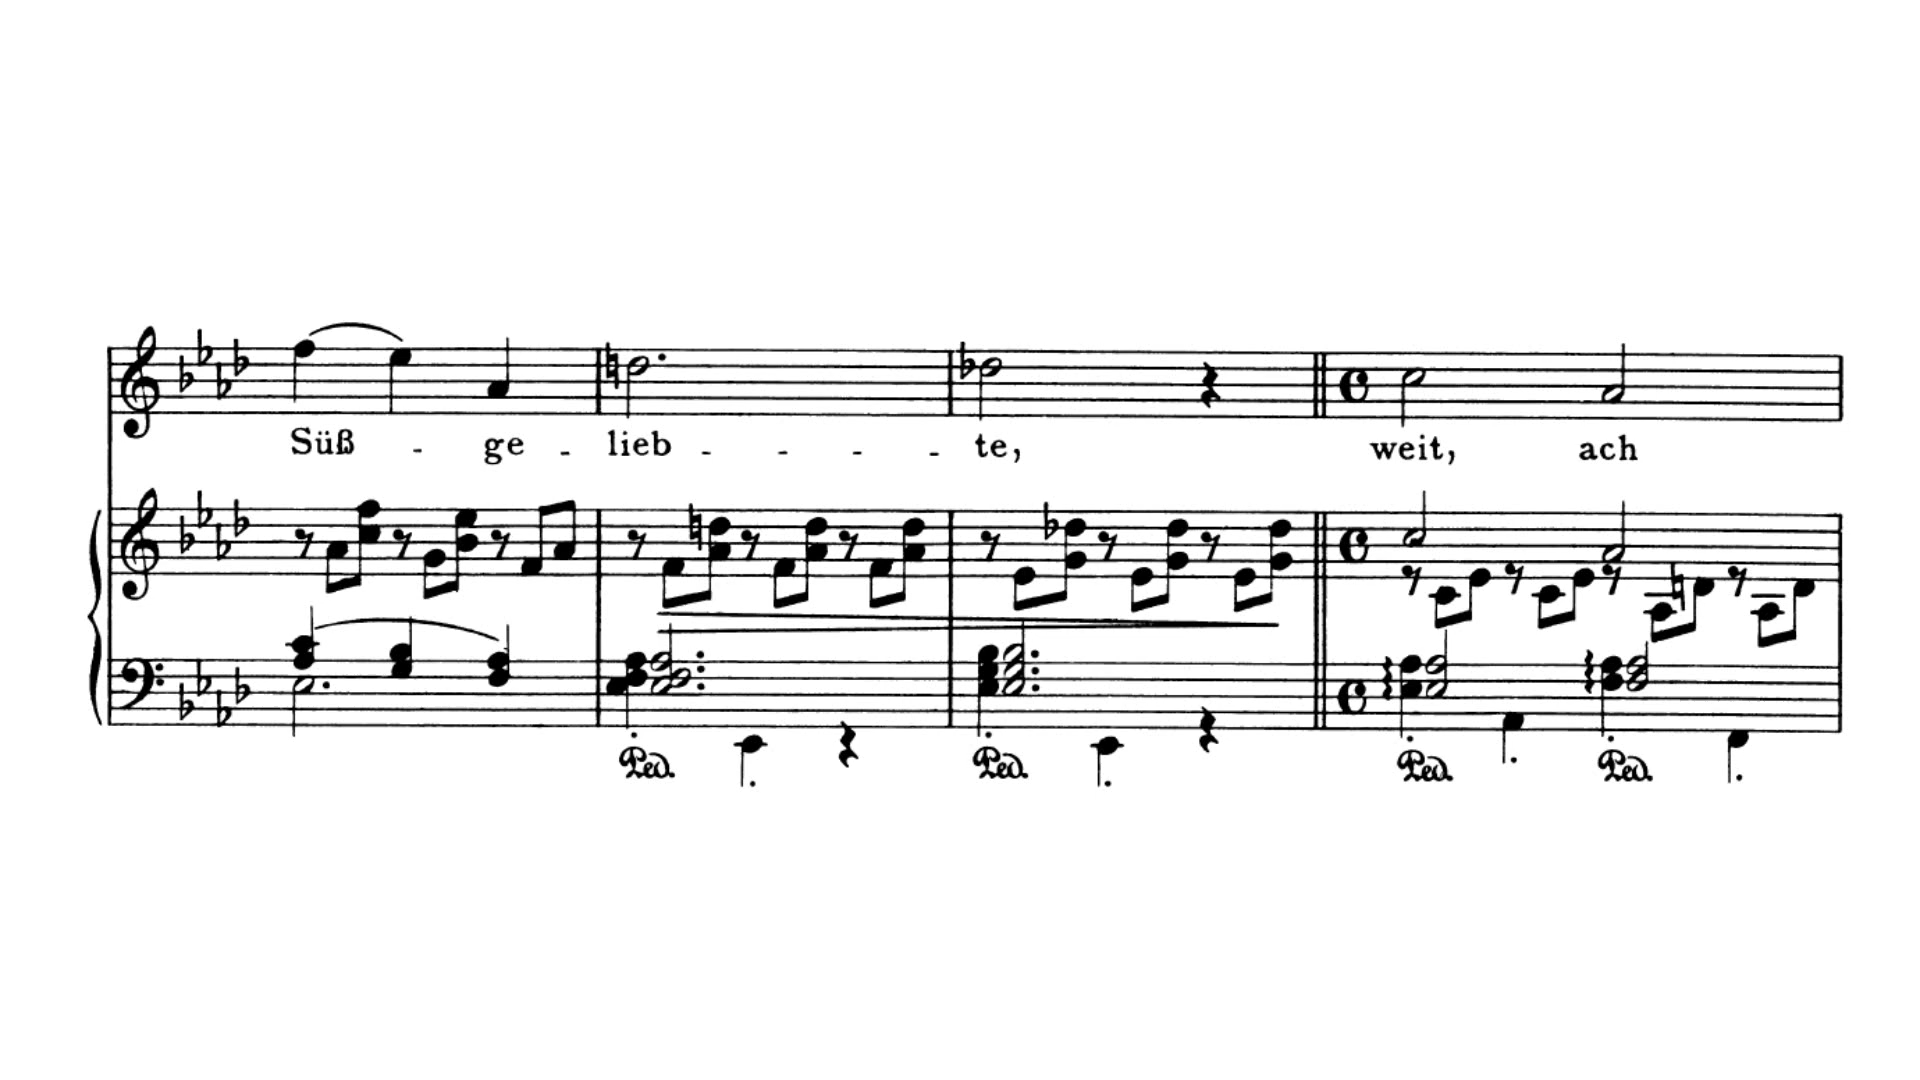 Süß - ge - lieb - - - - te, weit, ach
Ped. Ped. Ped. Ped.